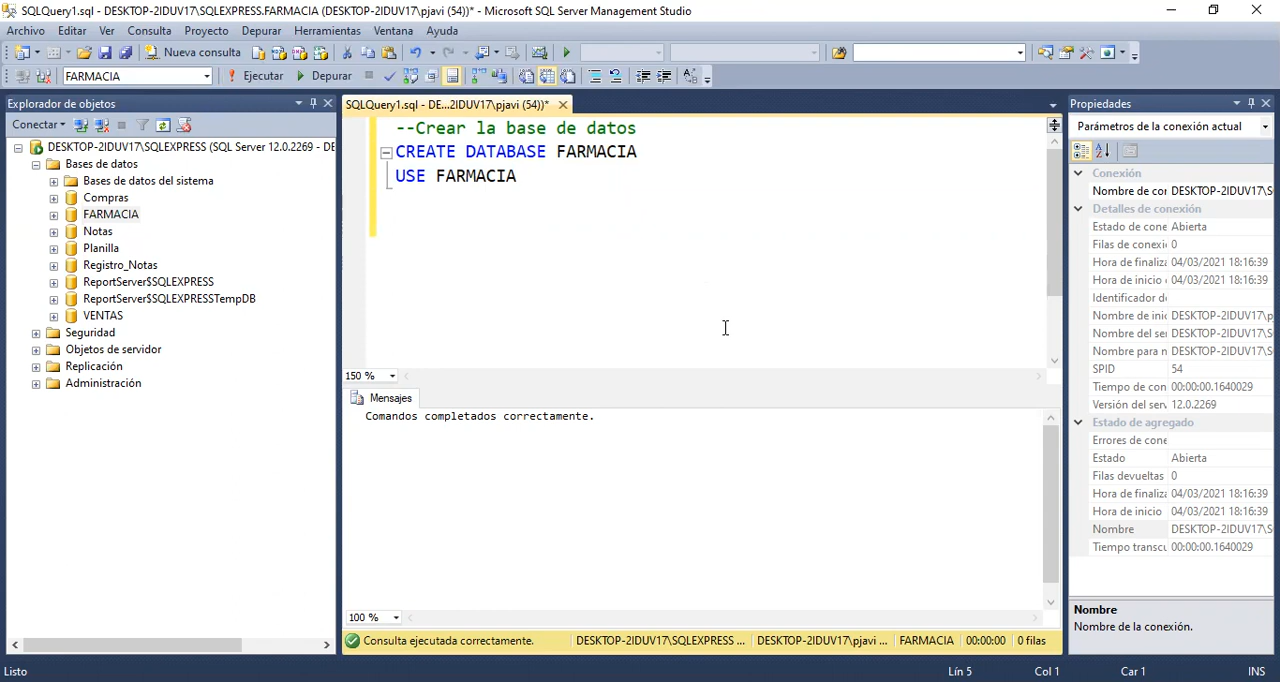 SQLQuery1.sql - DESKTOP-2IDUV17\SQLEXPRESS.FARMACIA (DESKTOP-2IDUV17\pjavi (54))* - Microsoft SQL Server Management Studio
Archivo Editar Ver Consulta Proyecto Depurar Herramientas Ventana Ayuda
Nueva consulta
FARMACIA Ejecutar Depurar
Explorador de objetos
Conectar
DESKTOP-2IDUV17\SQLEXPRESS (SQL Server 12.0.2269 - DE
Bases de datos
Bases de datos del sistema
Compras
FARMACIA
Notas
Planilla
Registro_Notas
ReportServer$SQLEXPRESS
ReportServer$SQLEXPRESSTempDB
VENTAS
Seguridad
Objetos de servidor
Replicación
Administración
SQLQuery1.sql - DE...2IDUV17\pjavi (54))*
--Crear la base de datos
CREATE DATABASE FARMACIA
USE FARMACIA
150 %
Mensajes
Comandos completados correctamente.
100 %
Consulta ejecutada correctamente. DESKTOP-2IDUV17\SQLEXPRESS ... DESKTOP-2IDUV17\pjavi ... FARMACIA 00:00:00 0 filas
Propiedades
Parámetros de la conexión actual
Conexión
Nombre de cor DESKTOP-2IDUV17\S
Detalles de conexión
Estado de cone Abierta
Filas de conexi 0
Hora de finaliza 04/03/2021 18:16:39
Hora de inicio 04/03/2021 18:16:39
Identificador de
Nombre de inic DESKTOP-2IDUV17\p
Nombre del ser DESKTOP-2IDUV17\S
Nombre para n DESKTOP-2IDUV17\S
SPID 54
Tiempo de con 00:00:00.1640029
Versión del serv 12.0.2269
Estado de agregado
Errores de cone
Estado Abierta
Filas devueltas 0
Hora de finaliza 04/03/2021 18:16:39
Hora de inicio 04/03/2021 18:16:39
Nombre DESKTOP-2IDUV17\S
Tiempo transcu 00:00:00.1640029
Nombre
Nombre de la conexión.
Listo Lín 5 Col 1 Car 1 INS